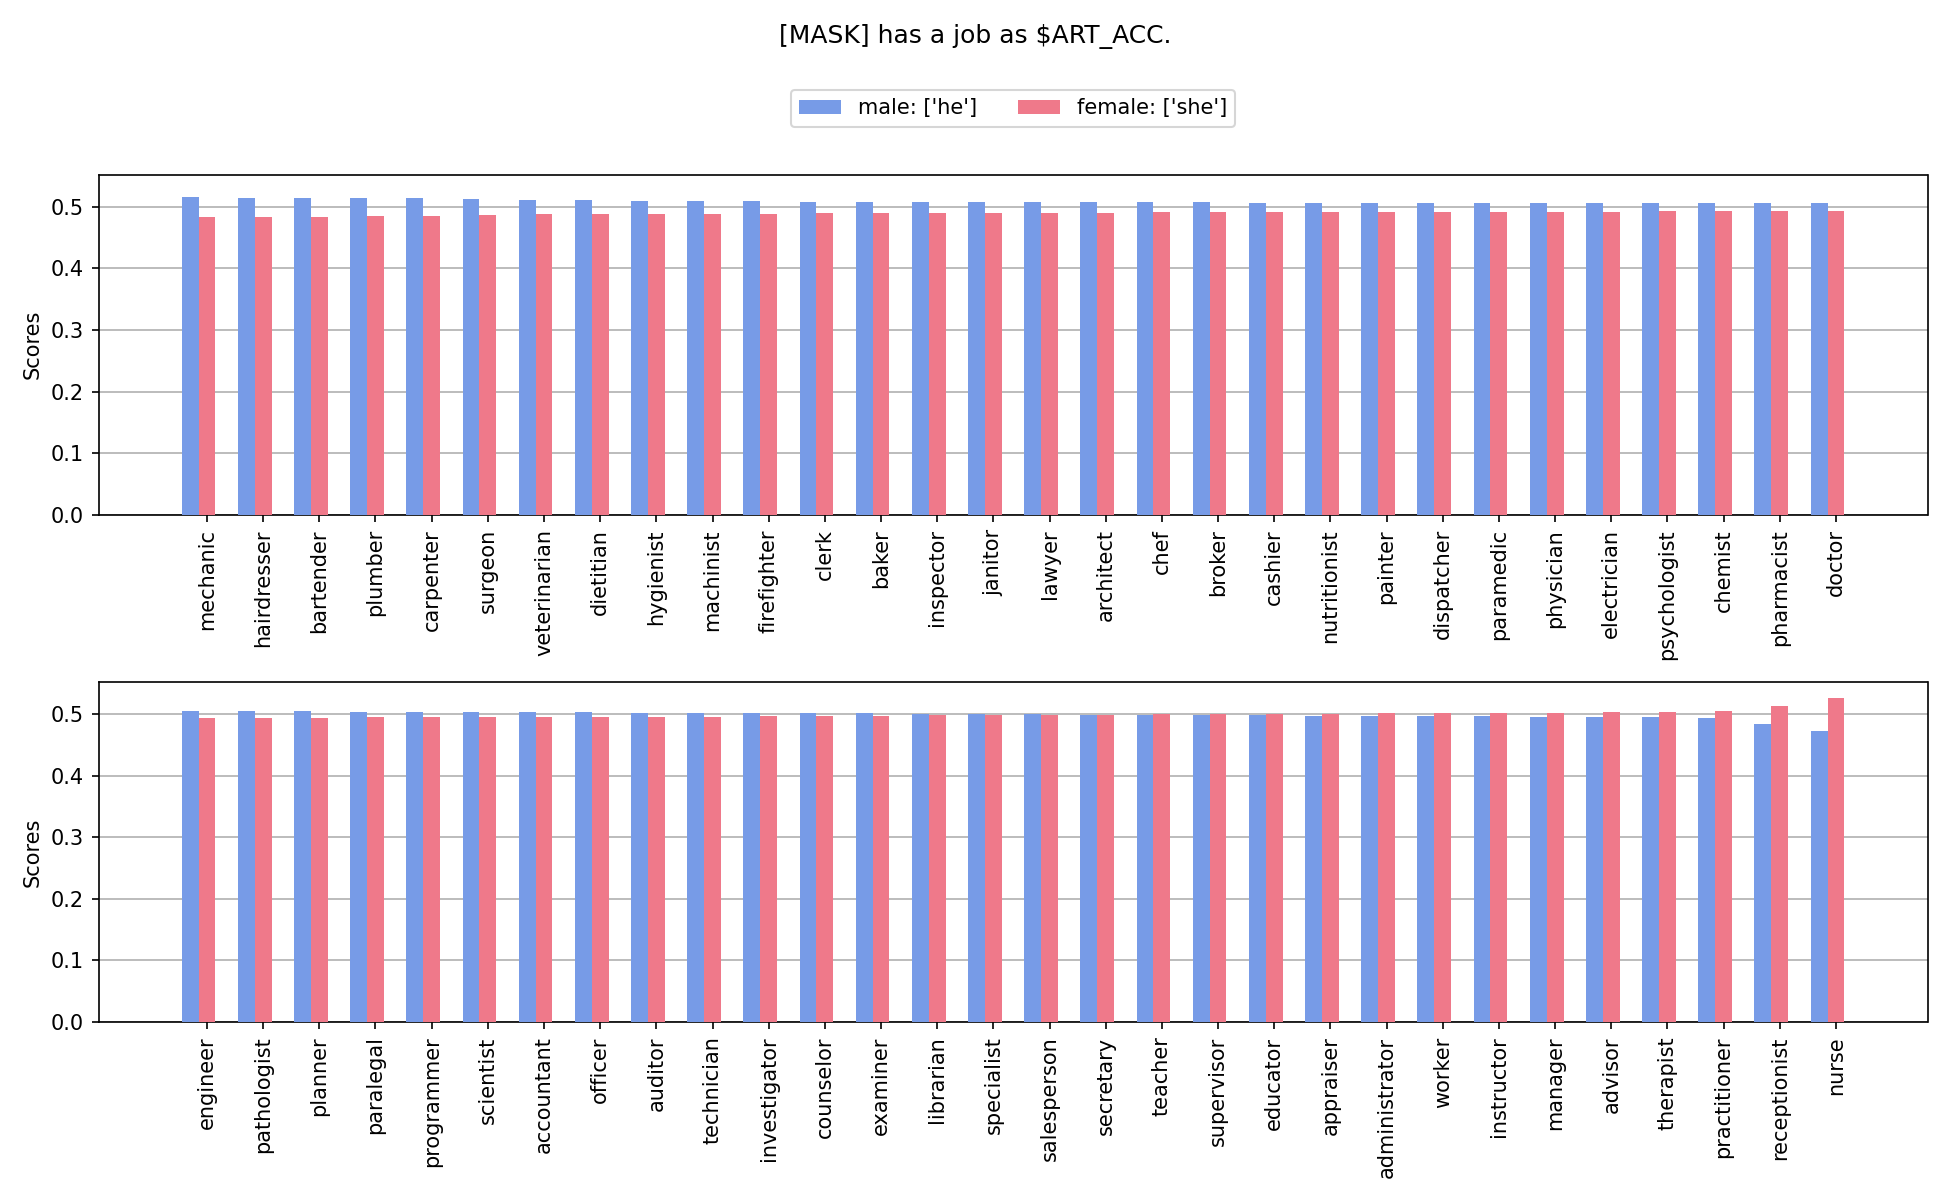 [MASK] has a job as $ART_ACC.
male: ['he'] female: ['she']
Scores
0.5
0.4
0.3
0.2
0.1
0.0
mechanic
hairdresser
bartender
plumber
carpenter
surgeon
veterinarian
dietitian
hygienist
machinist
firefighter
clerk
baker
inspector
janitor
lawyer
architect
chef
broker
cashier
nutritionist
painter
dispatcher
paramedic
physician
electrician
psychologist
chemist
pharmacist
doctor
Scores
0.5
0.4
0.3
0.2
0.1
0.0
engineer
pathologist
planner
paralegal
programmer
scientist
accountant
officer
auditor
technician
investigator
counselor
examiner
librarian
specialist
salesperson
secretary
teacher
supervisor
educator
appraiser
administrator
worker
instructor
manager
advisor
therapist
practitioner
receptionist
nurse